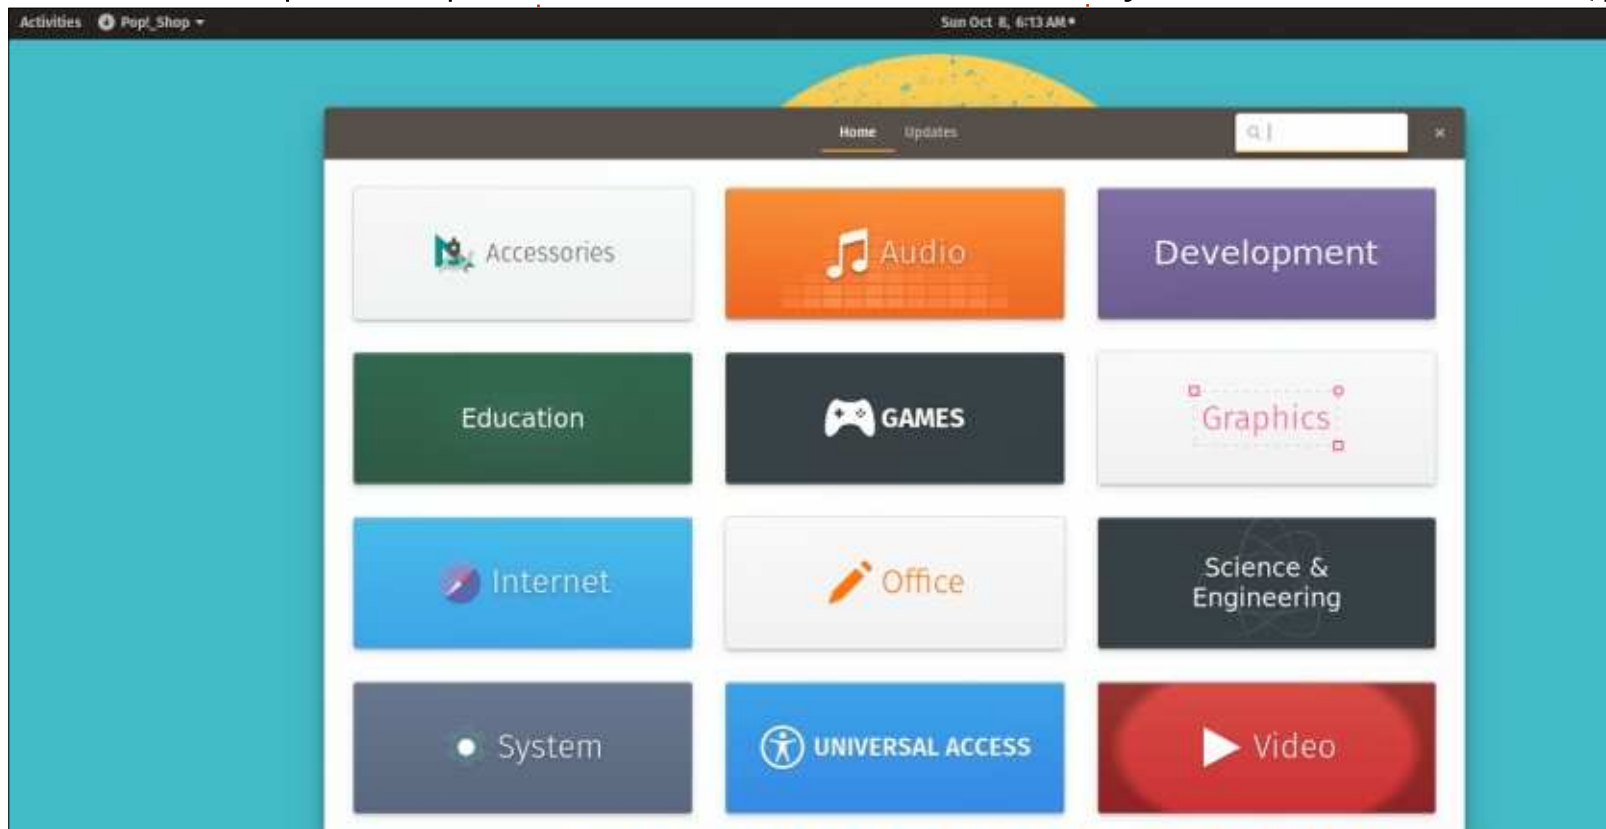 Activities Pop!_Shop Sun Oct 8, 6:13 AM
Home Updates
Accessories Audio Development
Education GAMES Graphics
Internet Office Science &
Engineering
System UNIVERSAL ACCESS Video